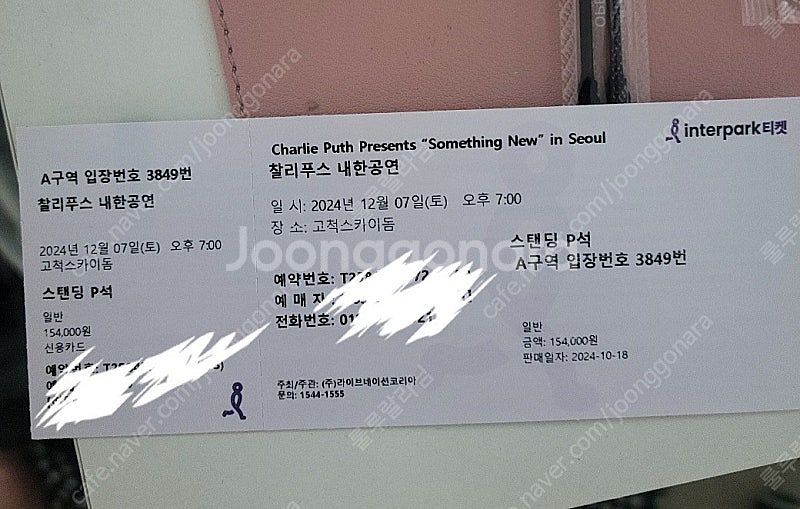 A구역 입장번호 3849번
찰리푸스 내한공연
2024년 12월 07일(토) 오후 7:00
고척스카이돔
스탠딩 P석
일반
154,000원
신용카드
Charlie Puth Presents “Something New” in Seoul
찰리푸스 내한공연
일 시: 2024년 12월 07일(토) 오후 7:00
장 소: 고척스카이돔
예약번호:
예 매 자
전화번호:
주최/주관: (주)라이브네이션코리아
문의: 1544-1555
interpark티켓
스탠딩 P석
A구역 입장번호 3849번
일반
금액: 154,000원
판매일자: 2024-10-18
Joonggonara
cafe.naver.com/joonggonara